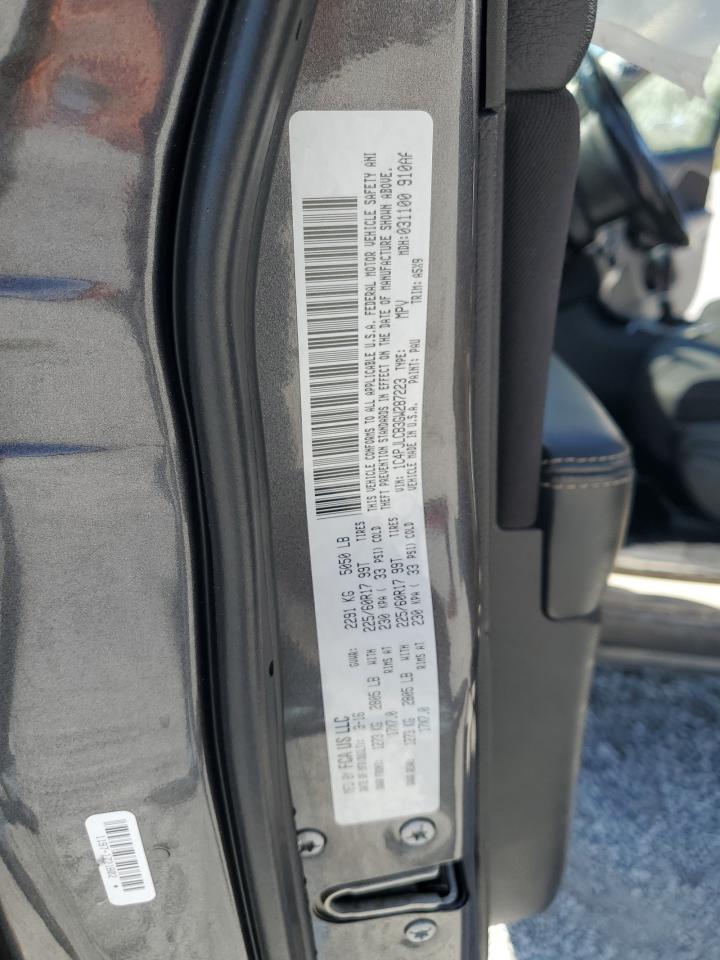 MFD BY FCA US LLC
DATE OF MFR(MULT): 3-16 GVWR: 2291 KG 5050 LB
GAWR FRONT: 1273 KG 2805 LB WITH 225/60R17 99T TIRES
17X7.0 RIMS AT 230 KPA ( 33 PSI) COLD
GAWR REAR: 1273 KG 2805 LB WITH 225/60R17 99T TIRES
17X7.0 RIMS AT 230 KPA ( 33 PSI) COLD
THIS VEHICLE CONFORMS TO ALL APPLICABLE U.S.A. FEDERAL MOTOR VEHICLE SAFETY AND
THEFT PREVENTION STANDARDS IN EFFECT ON THE DATE OF MANUFACTURE SHOWN ABOVE.
VIN: 1C4PJLCB3GW287223 TYPE: MPV MDH:031100 910AF
VEHICLE MADE IN U.S.A. PAINT: PAU TRIM: A5X9